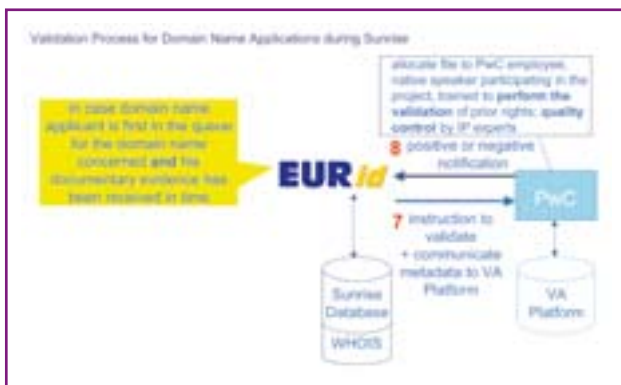 Validation Process for Domain Name Applications during Sunrise
allocate file to PwC employee,
native speaker participating in the
project, trained to perform the
validation of prior rights; quality
control by IP experts
in case domain name
applicant is first in the queue
for the domain name
concerned and his
documentary evidence has
been received in time
8 positive or negative
notification
EURid
PwC
7 instruction to
validate
+ communicate
metadata to VA
Platform
Sunrise
Database
WHOIS
VA
Platform